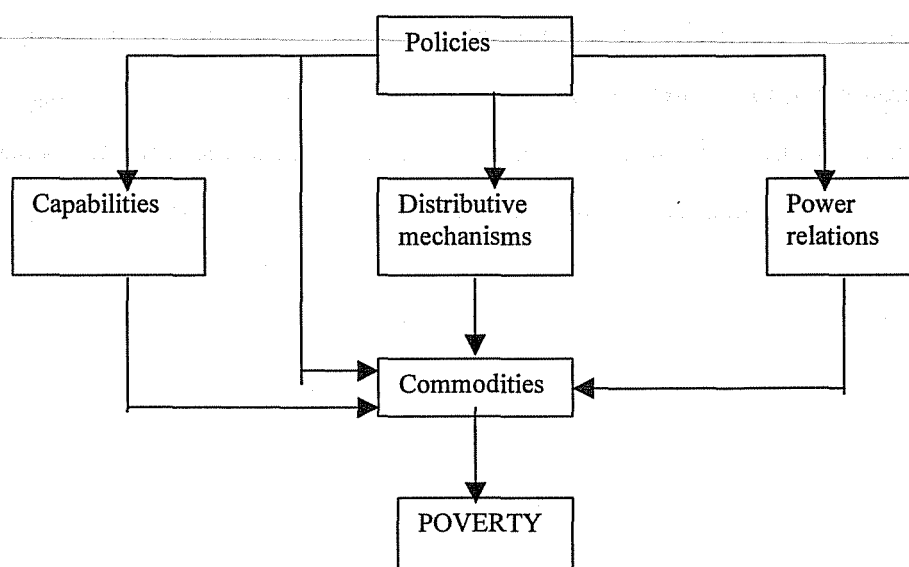 Policies
Capabilities
Distributive
mechanisms
Power
relations
Commodities
POVERTY